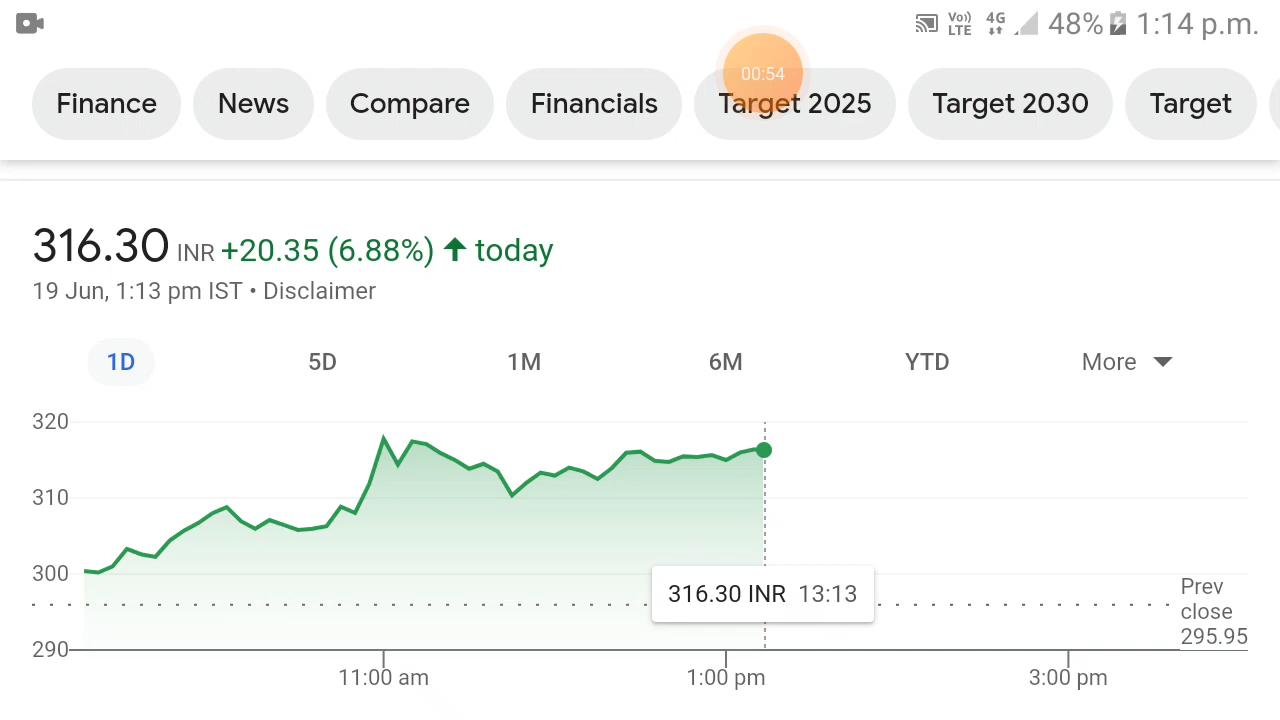 Vo)) LTE 4G 48% 1:14 p.m.
00:54
Finance News Compare Financials Target 2025 Target 2030 Target
316.30 INR +20.35 (6.88%) ↑ today
19 Jun, 1:13 pm IST • Disclaimer
1D 5D 1M 6M YTD More
320
310
300
290
316.30 INR 13:13
Prev
close
295.95
11:00 am 1:00 pm 3:00 pm